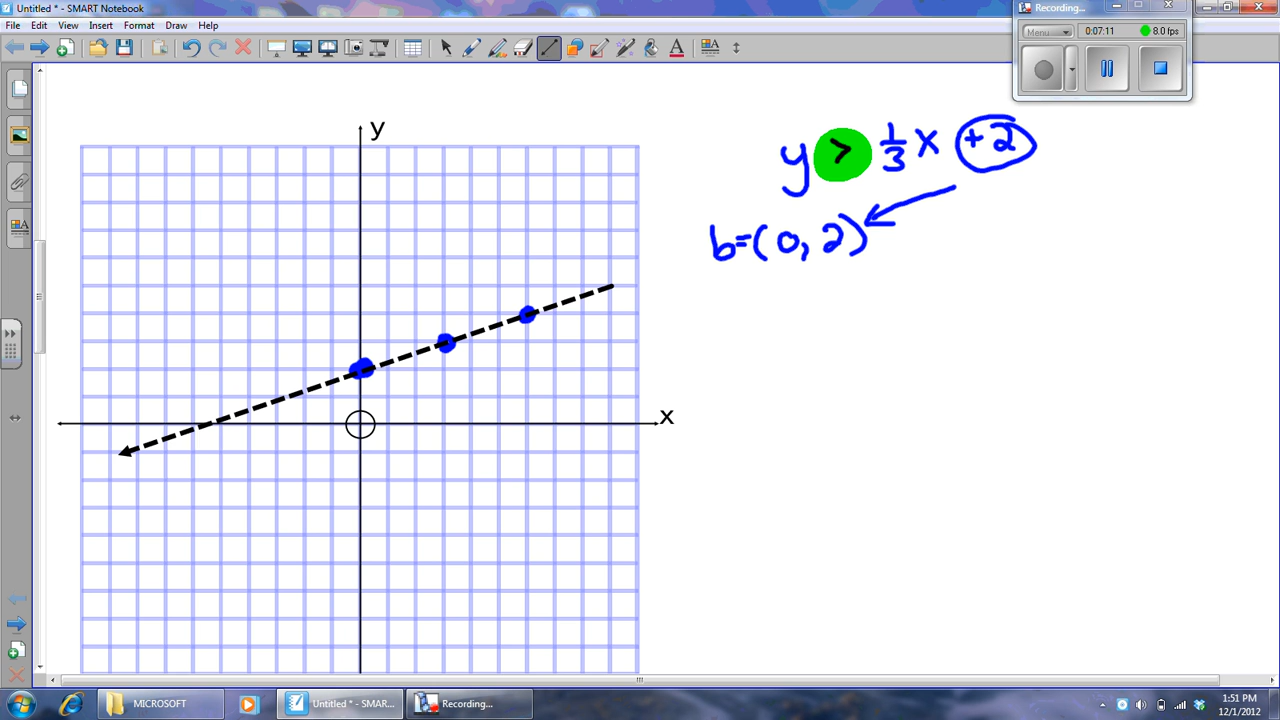 Untitled * - SMART Notebook
Recording...
File Edit View Insert Format Draw Help
Menu
0:07:11
8.0 fps
y
y > 1/3 x + 2
b=(0, 2)
x
MICROSOFT
Untitled * - SMAR...
Recording...
1:51 PM
12/1/2012